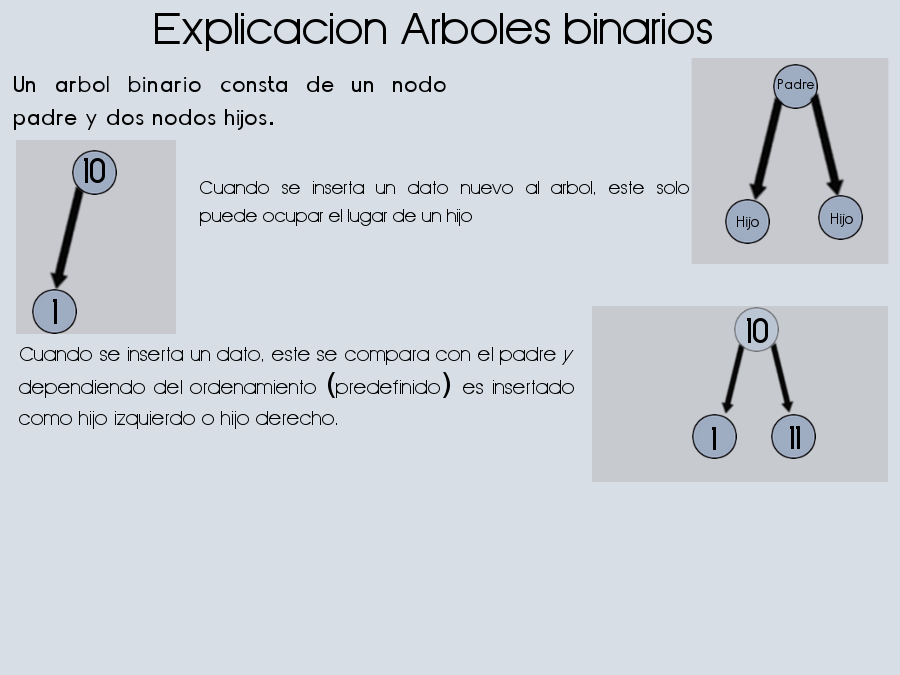 Explicacion Arboles binarios
Un arbol binario consta de un nodo
padre y dos nodos hijos.
Padre
Hijo
Hijo
10
1
Cuando se inserta un dato nuevo al arbol, este solo
puede ocupar el lugar de un hijo
Cuando se inserta un dato, este se compara con el padre y
dependiendo del ordenamiento (predefinido) es insertado
como hijo izquierdo o hijo derecho.
10
1
11